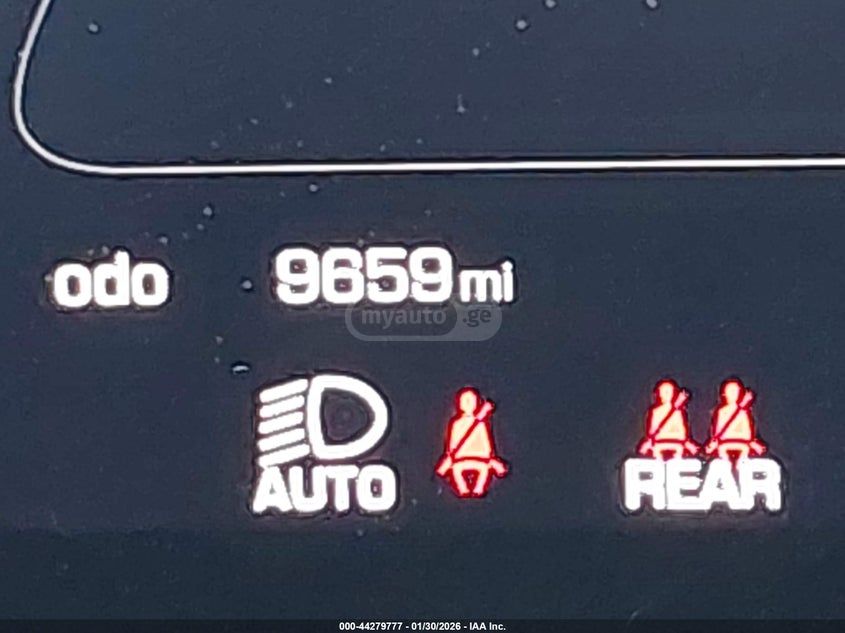 odo 9659 mi
myauto.ge
AUTO REAR
000-44279777 - 01/30/2026 - IAA Inc.